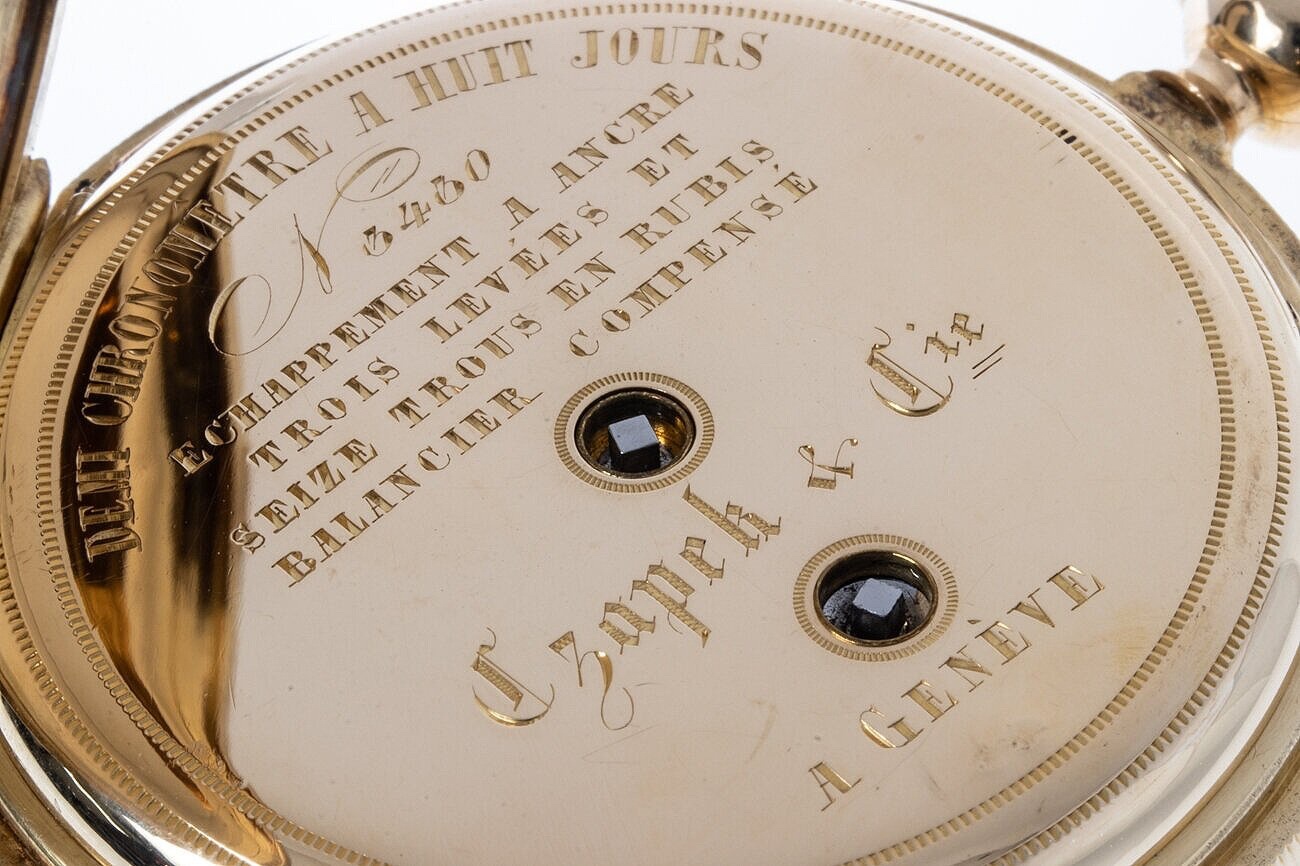 DEMI CHRONOMÈTRE A HUIT JOURS
No 3430
ECHAPPEMENT A ANCRE
TROIS LEVÉES ET
SEIZE TROUS EN RUBIS
BALANCIER COMPENSÉ
Czapek & Cie
A GENÈVE